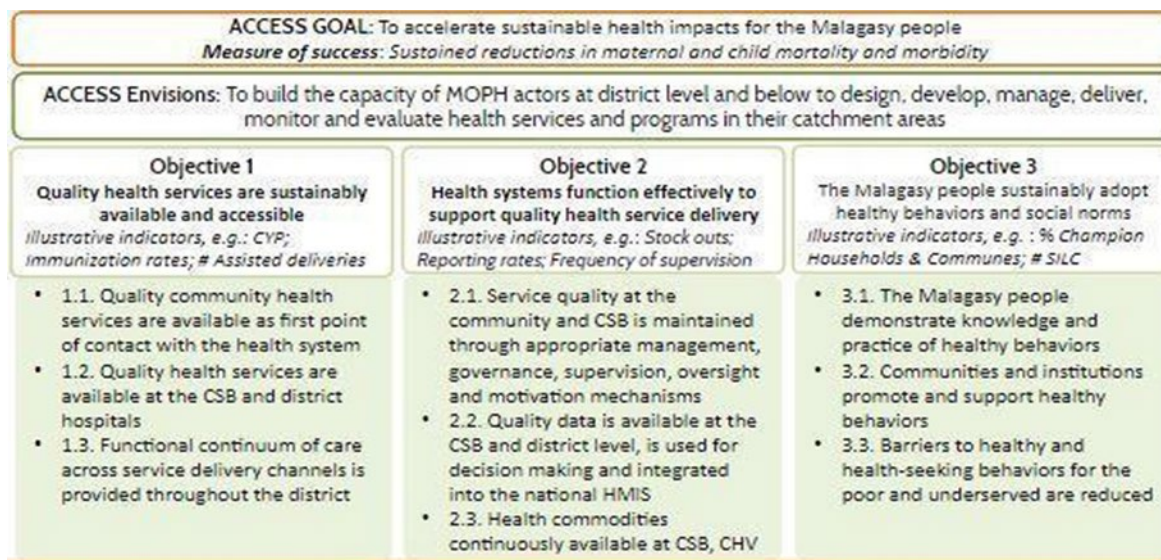 ACCESS GOAL: To accelerate sustainable health impacts for the Malagasy people
Measure of success: Sustained reductions in maternal and child mortality and morbidity
ACCESS Envisions: To build the capacity of MOPH actors at district level and below to design, develop, manage, deliver,
monitor and evaluate health services and programs in their catchment areas
Objective 1
Quality health services are sustainably
available and accessible
Illustrative indicators, e.g.: CYP;
Immunization rates; # Assisted deliveries
• 1.1. Quality community health
services are available as first point
of contact with the health system
• 1.2. Quality health services are
available at the CSB and district
hospitals
• 1.3. Functional continuum of care
across service delivery channels is
provided throughout the district
Objective 2
Health systems function effectively to
support quality health service delivery
Illustrative indicators, e.g.: Stock outs;
Reporting rates; Frequency of supervision
• 2.1. Service quality at the
community and CSB is maintained
through appropriate management,
governance, supervision, oversight
and motivation mechanisms
• 2.2. Quality data is available at the
CSB and district level, is used for
decision making and integrated
into the national HMIS
• 2.3. Health commodities
continuously available at CSB, CHV
Objective 3
The Malagasy people sustainably adopt
healthy behaviors and social norms
Illustrative indicators, e.g. : % Champion
Households & Communes; # SILC
• 3.1. The Malagasy people
demonstrate knowledge and
practice of healthy behaviors
• 3.2. Communities and institutions
promote and support healthy
behaviors
• 3.3. Barriers to healthy and
health-seeking behaviors for the
poor and underserved are reduced